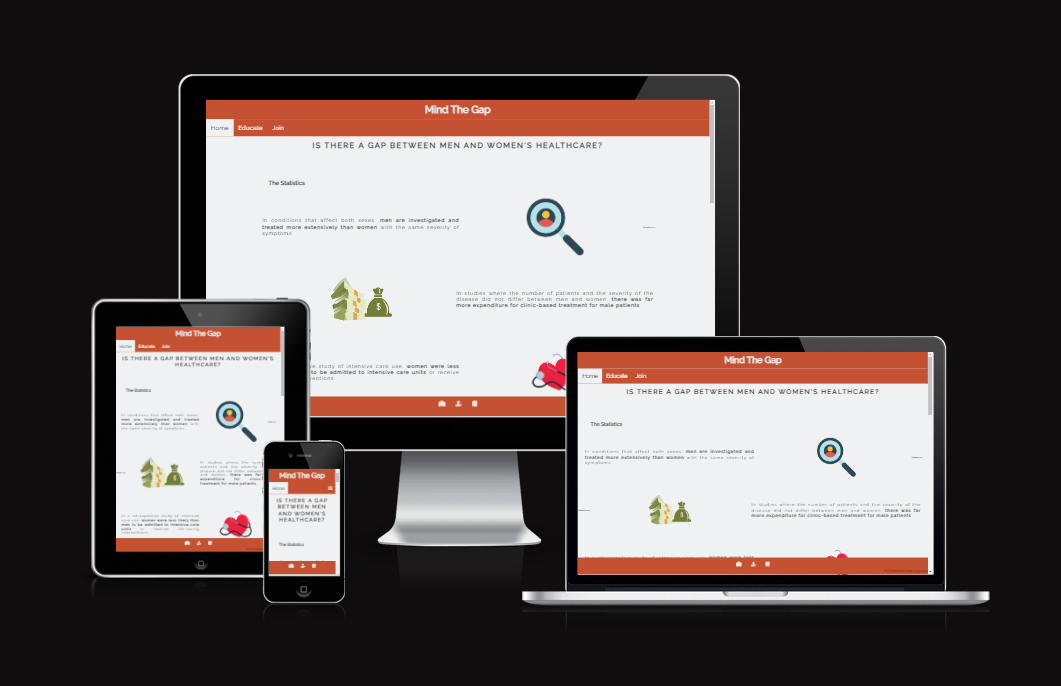 Mind The Gap
Home Educate Join
IS THERE A GAP BETWEEN MEN AND WOMEN'S HEALTHCARE?
The Statistics
In conditions that affect both sexes, men are investigated and
treated more extensively than women with the same severity of
symptoms
In studies where the number of patients and the severity of the
disease did not differ between men and women, there was far
more expenditure for clinic-based treatment for male patients
study of intensive care use, women were less
to be admitted to intensive care units or receive
Mind The Gap
Home Educate Join
IS THERE A GAP BETWEEN MEN AND WOMEN'S
HEALTHCARE?
The Statistics
In conditions that affect both sexes,
men are investigated and treated
more extensively than women with
the same severity of symptoms
In studies where the number of
patients and the severity of
disease did not differ between men
and women, there was far
expenditure for
treatment for male patients
In a retrospective study of intensive
care use, women were less likely than
men to be admitted to intensive care
units or receive life-saving
interventions
Mind The Gap
Home
IS THERE A GAP
BETWEEN MEN
AND WOMEN'S
HEALTHCARE?
The Statistics
Mind The Gap
Home Educate Join
IS THERE A GAP BETWEEN MEN AND WOMEN'S HEALTHCARE?
The Statistics
In conditions that affect both sexes, men are investigated and
treated more extensively than women with the same severity of
symptoms
In studies where the number of patients and the severity of the
disease did not differ between men and women, there was far
more expenditure for clinic-based treatment for male patients